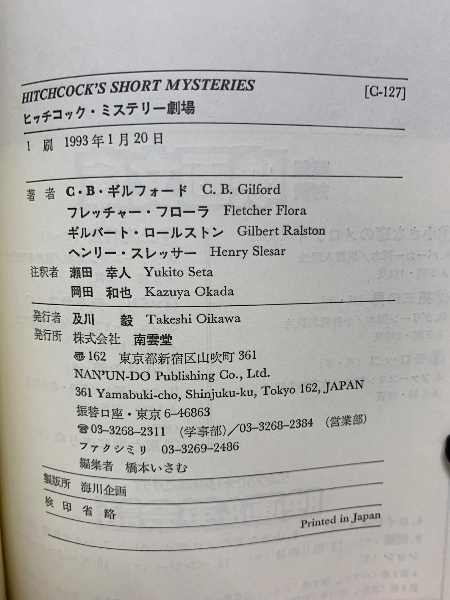 HITCHCOCK'S SHORT MYSTERIES [C-127]
ヒッチコック・ミステリー劇場
1 刷 1993年1月20日
著 者 C・B・ギルフォード C. B. Gilford
フレッチャー・フローラ Fletcher Flora
ギルバート・ロールストン Gilbert Ralston
ヘンリー・スレッサー Henry Slesar
注釈者 瀬田 幸人 Yukito Seta
岡田 和也 Kazuya Okada
発行者 及川 毅 Takeshi Oikawa
発行所 株式会社 南雲堂
〠162 東京都新宿区山吹町361
NAN'UN-DO Publishing Co., Ltd.
361 Yamabuki-cho, Shinjuku-ku, Tokyo 162, JAPAN
振替口座・東京 6-46863
☎03-3268-2311 (学事部)/03-3268-2384 (営業部)
ファクシミリ 03-3269-2486
編集者 橋本いさむ
製版所 海川企画
検印省略
Printed in Japan